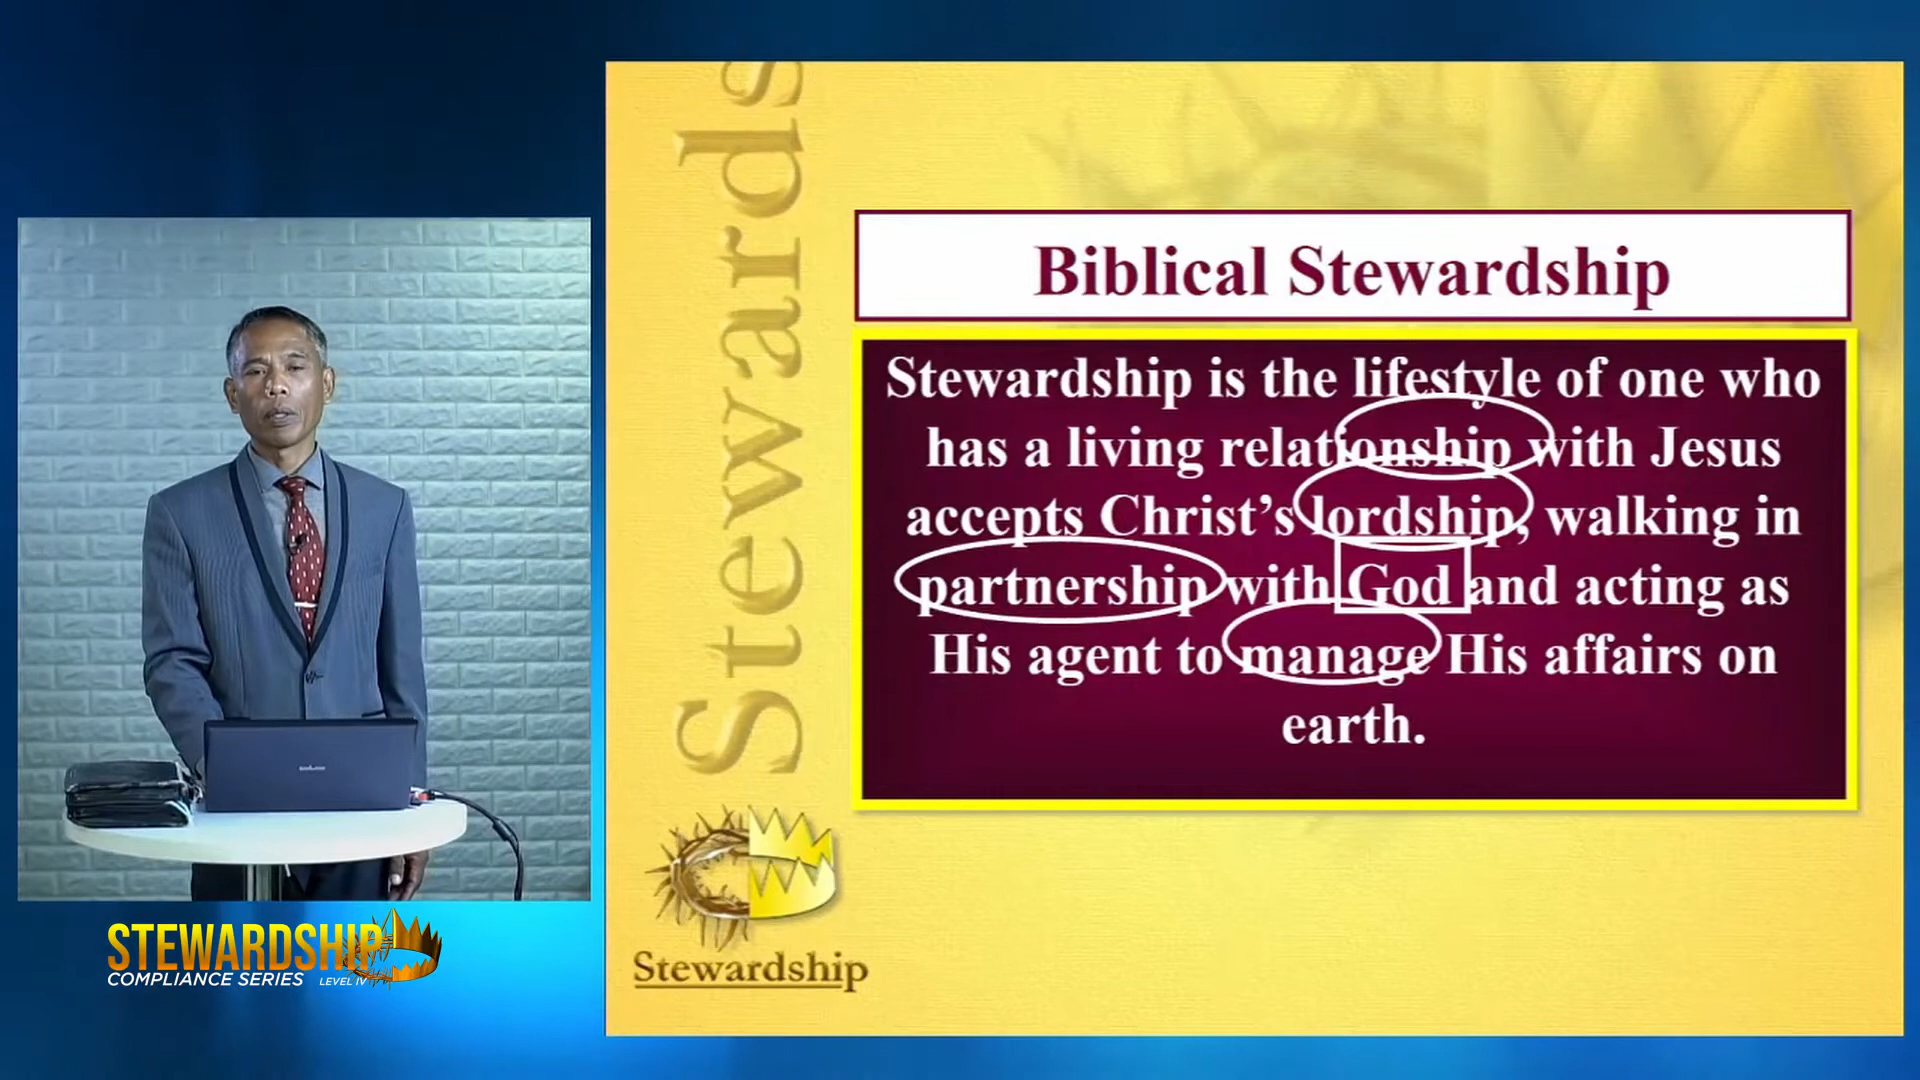 Stewards
Biblical Stewardship
Stewardship is the lifestyle of one who
has a living relationship with Jesus
accepts Christ's lordship, walking in
partnership with God and acting as
His agent to manage His affairs on
earth.
Stewardship
STEWARDSHIP
COMPLIANCE SERIES LEVEL IV